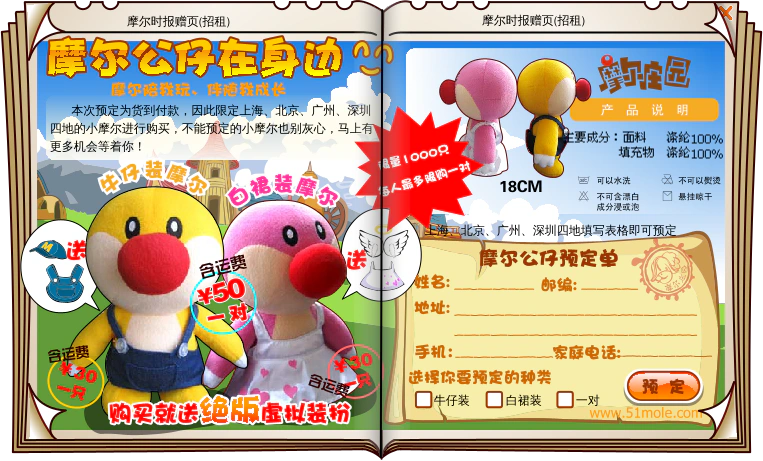 摩尔时报赠页(招租)
摩尔公仔在身边
摩尔陪我玩、伴随我成长
本次预定为货到付款，因此限定上海、北京、广州、深圳
四地的小摩尔进行购买，不能预定的小摩尔也别灰心，马上有
更多机会等着你！
牛仔装摩尔
白裙装摩尔
送
送
含运费
¥50
一对
含运费
¥30
一只
含运费
¥30
一只
购买就送绝版虚拟装扮
摩尔时报赠页(招租)
摩尔庄园
产品说明
主要成分：面料 涤纶100%
填充物 涤纶100%
18CM
可以水洗
不可以熨烫
不可含漂白
成分浸或泡
悬挂晾干
限量1000只
每人最多限购一对
上海、北京、广州、深圳四地填写表格即可预定
摩尔公仔预定单
姓名:
邮编:
地址:
手机:
家庭电话:
选择你要预定的种类
牛仔装
白裙装
一对
预定
www.51mole.com